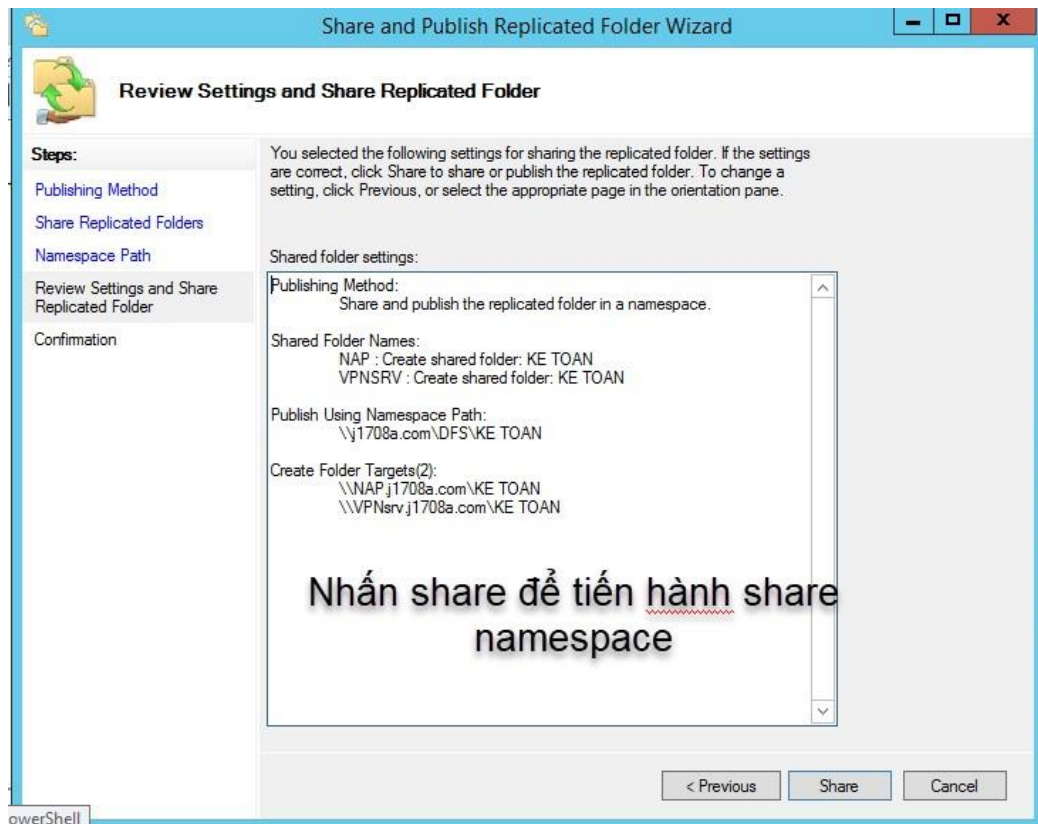 Share and Publish Replicated Folder Wizard
Review Settings and Share Replicated Folder
Steps:
Publishing Method
Share Replicated Folders
Namespace Path
Review Settings and Share
Replicated Folder
Confirmation
You selected the following settings for sharing the replicated folder. If the settings
are correct, click Share to share or publish the replicated folder. To change a
setting, click Previous, or select the appropriate page in the orientation pane.
Shared folder settings:
Publishing Method:
Share and publish the replicated folder in a namespace.
Shared Folder Names:
NAP : Create shared folder: KE TOAN
VPNSRV : Create shared folder: KE TOAN
Publish Using Namespace Path:
\\j1708a.com\DFS\KE TOAN
Create Folder Targets(2):
\\NAP.j1708a.com\KE TOAN
\\VPNsrv.j1708a.com\KE TOAN
Nhấn share để tiến hành share
namespace
< Previous
Share
Cancel
owerShell